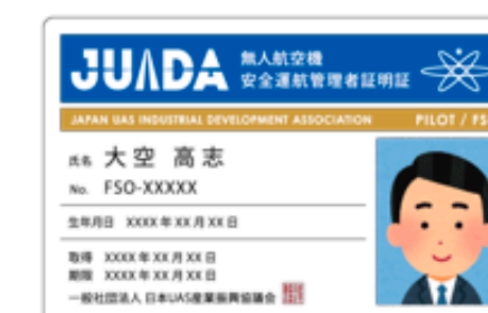 JUIDA
無人航空機
安全運航管理者証明証
JAPAN UAS INDUSTRIAL DEVELOPMENT ASSOCIATION PILOT / FS
氏名 大空 高志
No. FSO-XXXXX
生年月日 XXXX 年 XX 月 XX 日
取得 XXXX 年 XX 月 XX 日
期限 XXXX 年 XX 月 XX 日
一般社団法人 日本UAS産業振興協議会